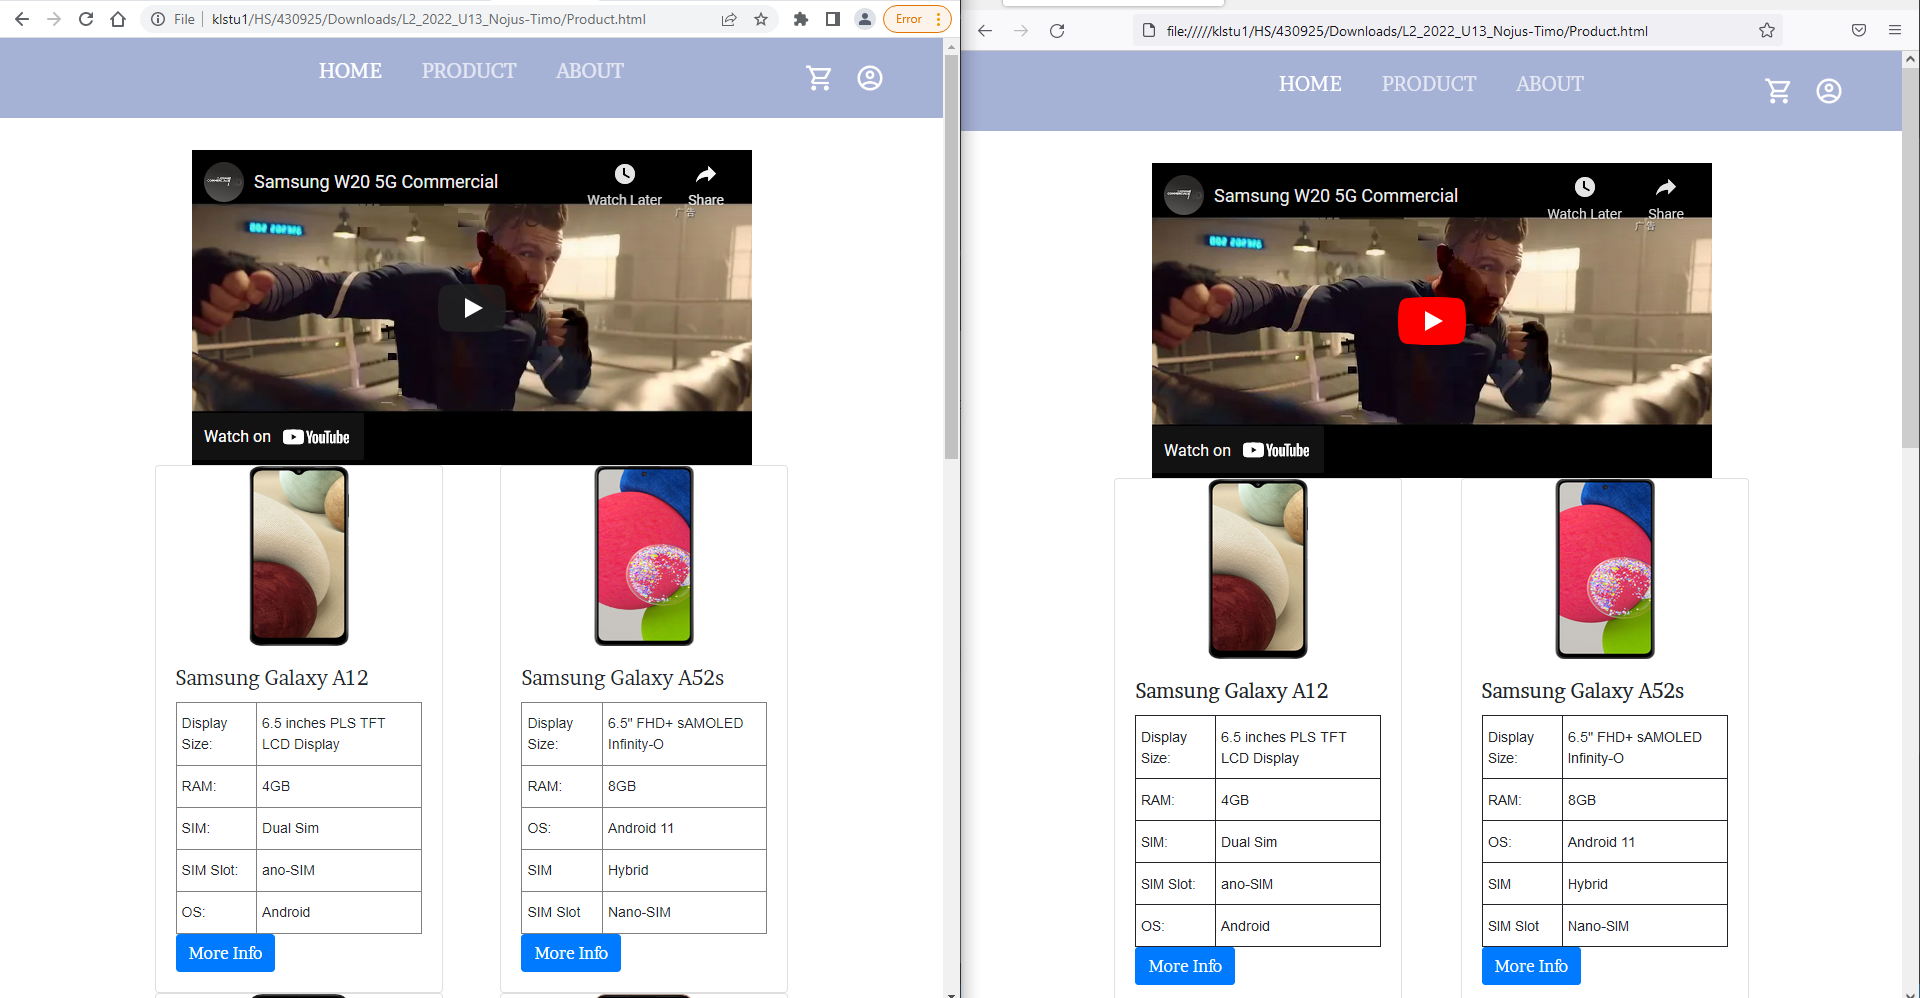 File
klstu1/HS/430925/Downloads/L2_2022_U13_Nojus-Timo/Product.html
Error
HOME PRODUCT ABOUT
Samsung W20 5G Commercial
Watch Later
Share
广告
Watch on YouTube
Samsung Galaxy A12
Display Size: 6.5 inches PLS TFT LCD Display
RAM: 4GB
SIM: Dual Sim
SIM Slot: ano-SIM
OS: Android
More Info
Samsung Galaxy A52s
Display Size: 6.5" FHD+ sAMOLED Infinity-O
RAM: 8GB
OS: Android 11
SIM Hybrid
SIM Slot Nano-SIM
More Info
file://///klstu1/HS/430925/Downloads/L2_2022_U13_Nojus-Timo/Product.html
HOME PRODUCT ABOUT
Samsung W20 5G Commercial
Watch Later
Share
广告
Watch on YouTube
Samsung Galaxy A12
Display Size: 6.5 inches PLS TFT LCD Display
RAM: 4GB
SIM: Dual Sim
SIM Slot: ano-SIM
OS: Android
More Info
Samsung Galaxy A52s
Display Size: 6.5" FHD+ sAMOLED Infinity-O
RAM: 8GB
OS: Android 11
SIM Hybrid
SIM Slot Nano-SIM
More Info